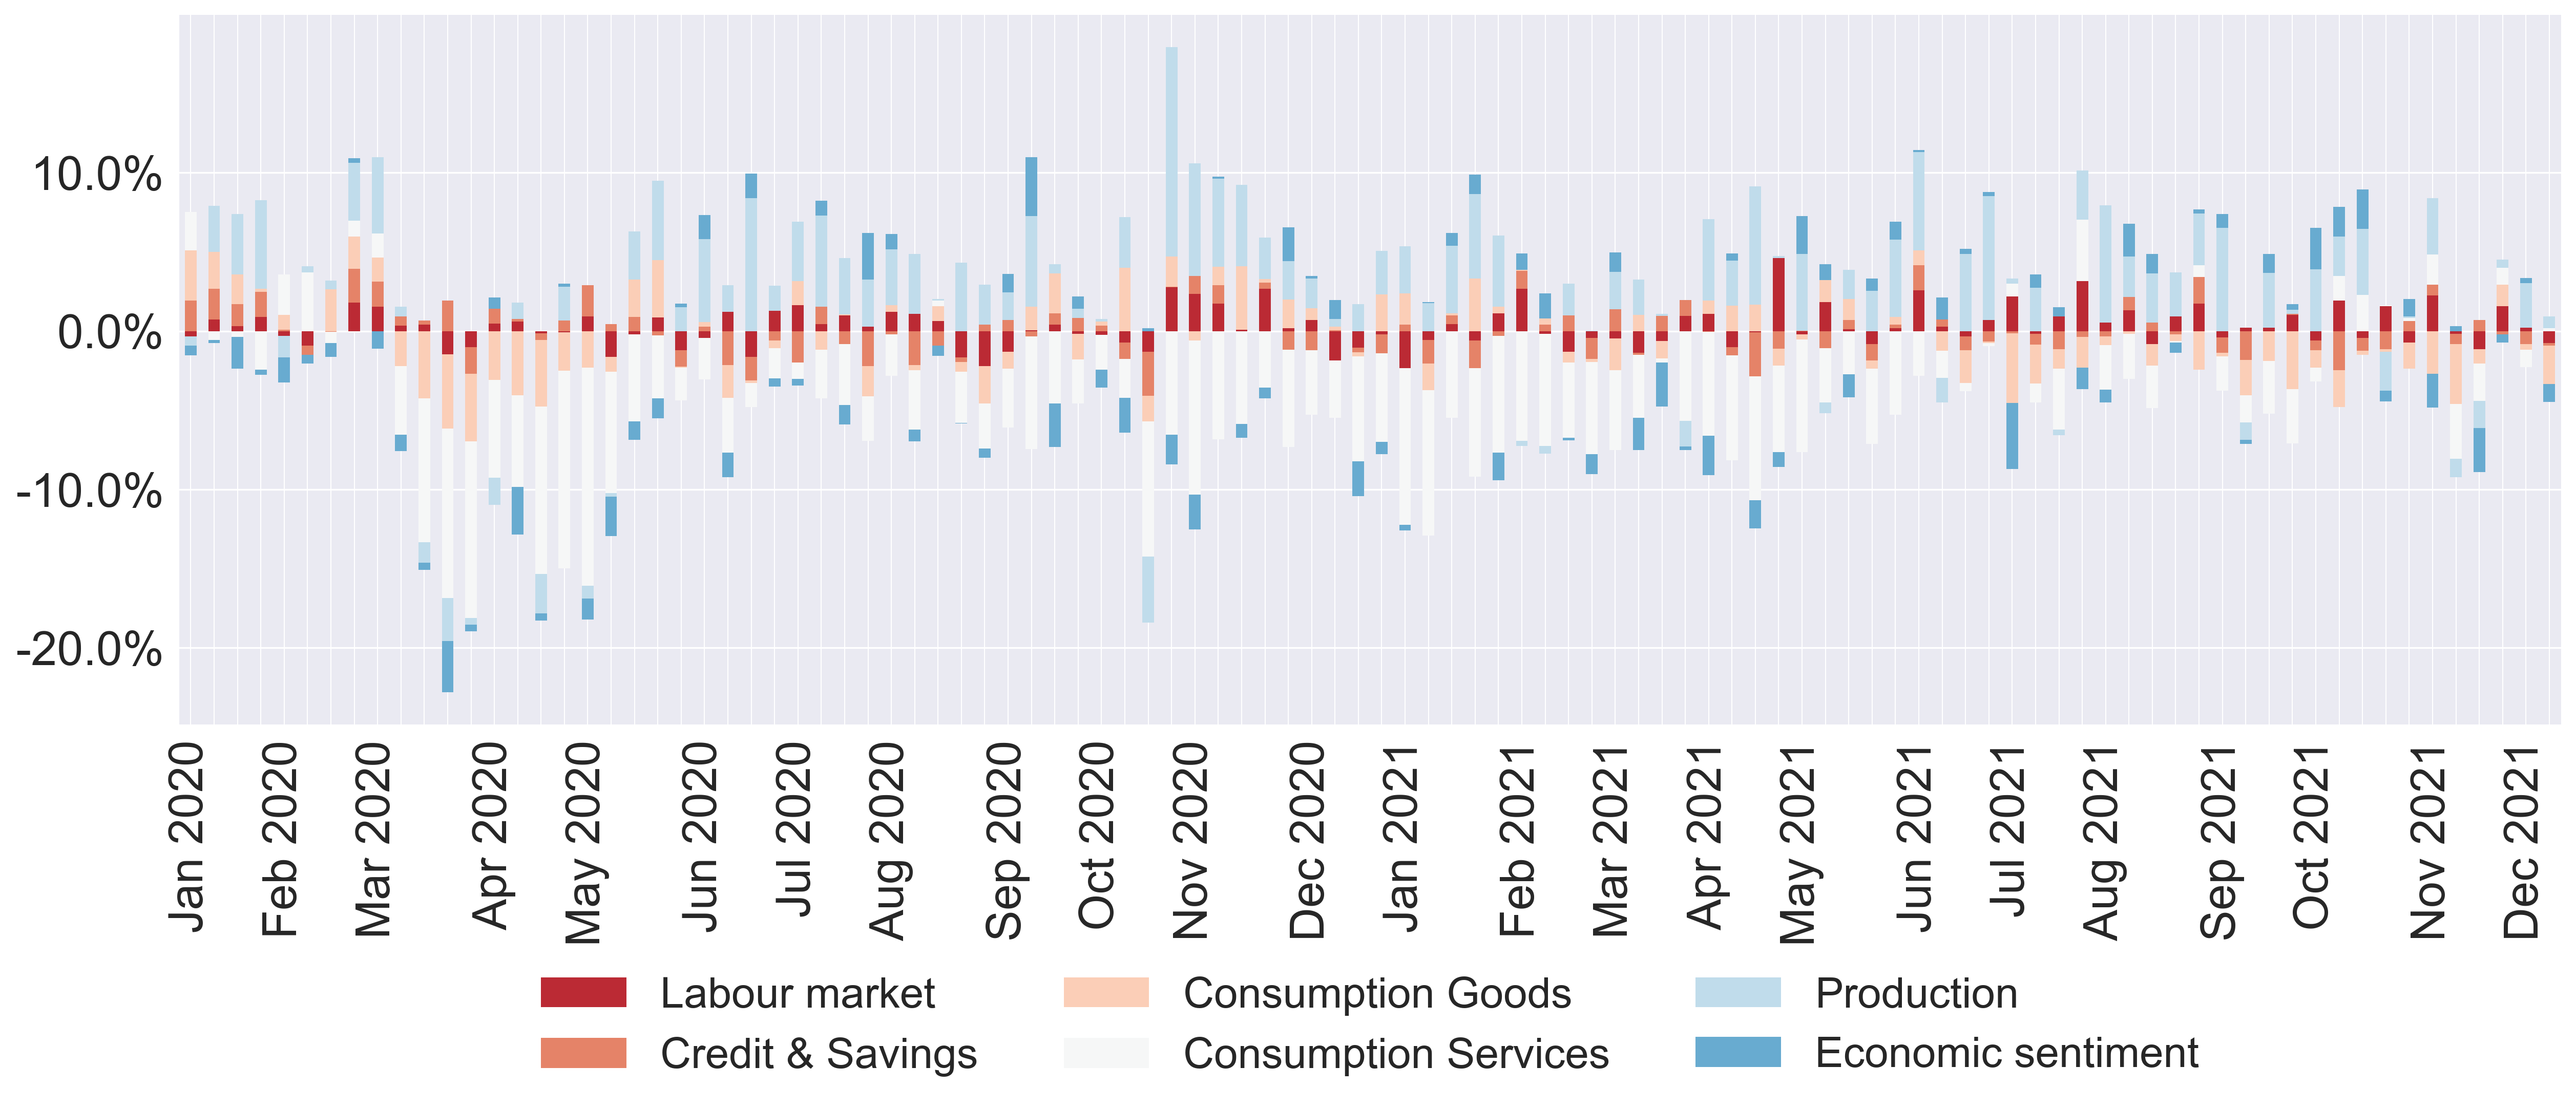 10.0%
0.0%
-10.0%
-20.0%
Jan 2020
Feb 2020
Mar 2020
Apr 2020
May 2020
Jun 2020
Jul 2020
Aug 2020
Sep 2020
Oct 2020
Nov 2020
Dec 2020
Jan 2021
Feb 2021
Mar 2021
Apr 2021
May 2021
Jun 2021
Jul 2021
Aug 2021
Sep 2021
Oct 2021
Nov 2021
Dec 2021
Labour market
Consumption Goods
Production
Credit & Savings
Consumption Services
Economic sentiment